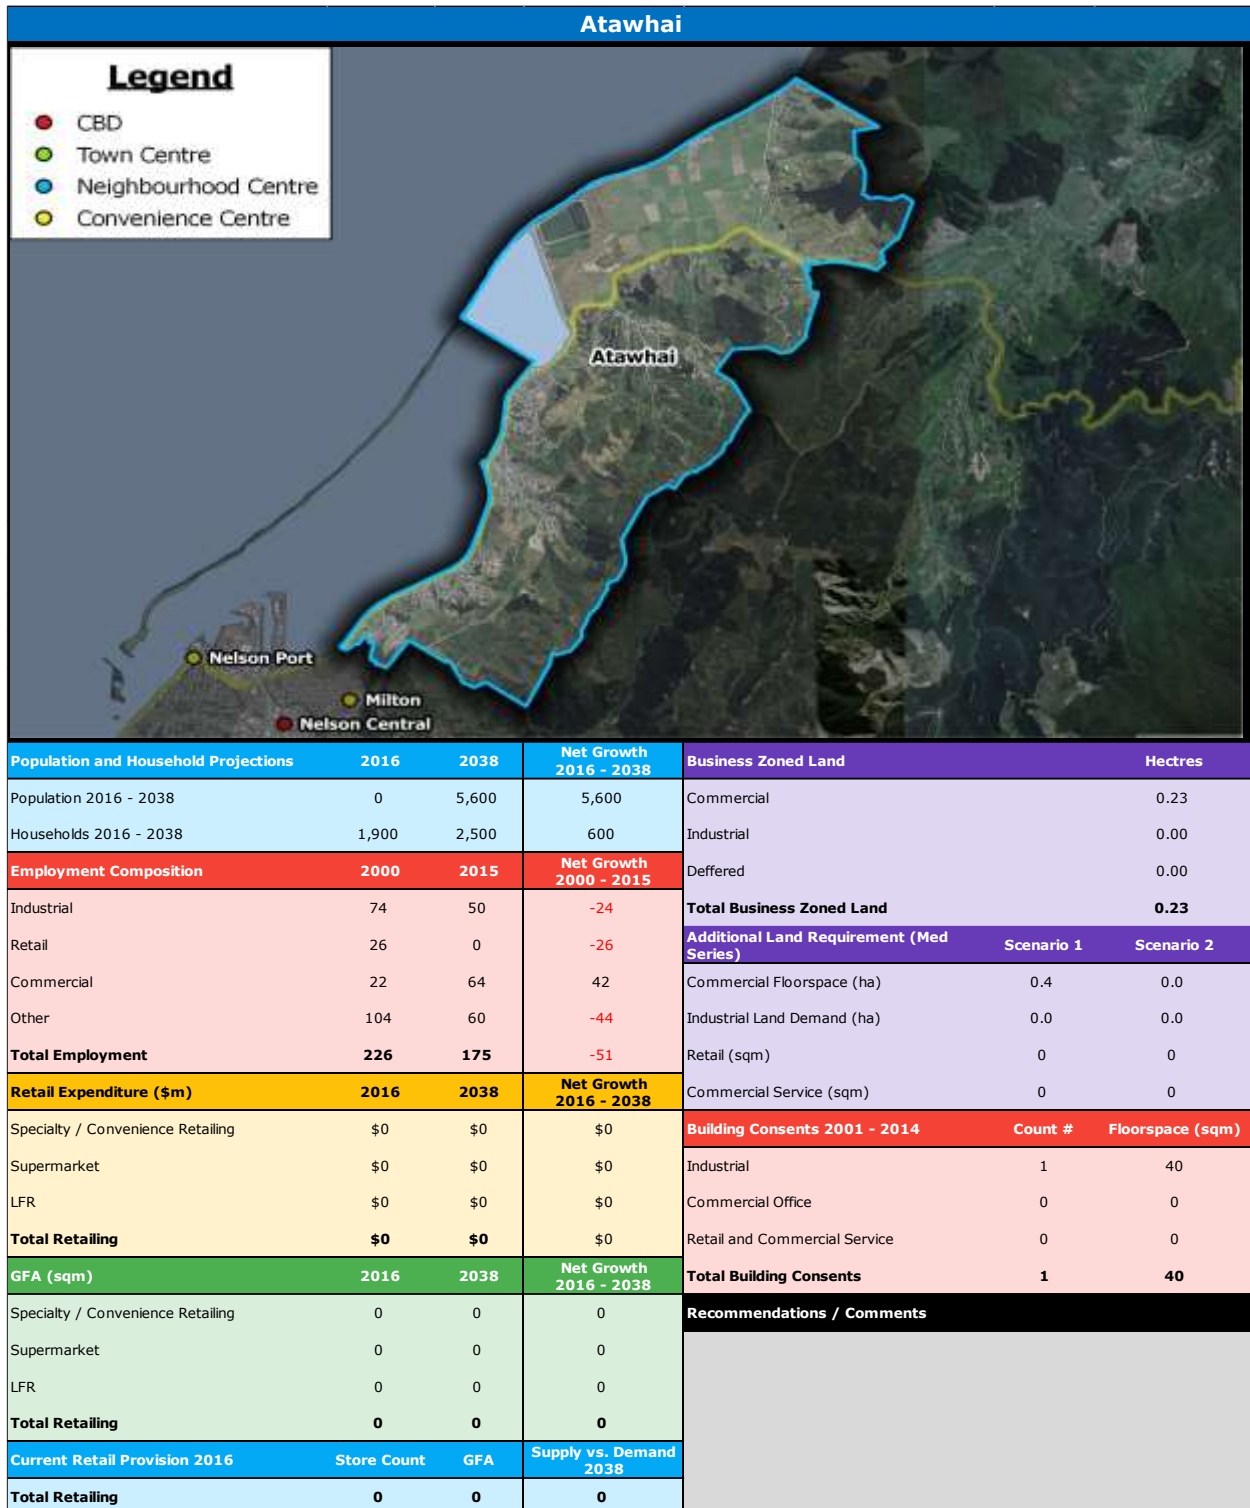 Atawhai
Legend
CBD
Town Centre
Neighbourhood Centre
Convenience Centre
Atawhai
Nelson Port
Milton
Nelson Central
Population and Household Projections 2016 2038 Net Growth 2016 - 2038
Population 2016 - 2038 0 5,600 5,600
Households 2016 - 2038 1,900 2,500 600
Employment Composition 2000 2015 Net Growth 2000 - 2015
Industrial 74 50 -24
Retail 26 0 -26
Commercial 22 64 42
Other 104 60 -44
Total Employment 226 175 -51
Retail Expenditure ($m) 2016 2038 Net Growth 2016 - 2038
Specialty / Convenience Retailing $0 $0 $0
Supermarket $0 $0 $0
LFR $0 $0 $0
Total Retailing $0 $0 $0
GFA (sqm) 2016 2038 Net Growth 2016 - 2038
Specialty / Convenience Retailing 0 0 0
Supermarket 0 0 0
LFR 0 0 0
Total Retailing 0 0 0
Current Retail Provision 2016 Store Count GFA Supply vs. Demand 2038
Total Retailing 0 0 0
Business Zoned Land Hectres
Commercial 0.23
Industrial 0.00
Deffered 0.00
Total Business Zoned Land 0.23
Additional Land Requirement (Med Series) Scenario 1 Scenario 2
Commercial Floorspace (ha) 0.4 0.0
Industrial Land Demand (ha) 0.0 0.0
Retail (sqm) 0 0
Commercial Service (sqm) 0 0
Building Consents 2001 - 2014 Count # Floorspace (sqm)
Industrial 1 40
Commercial Office 0 0
Retail and Commercial Service 0 0
Total Building Consents 1 40
Recommendations / Comments